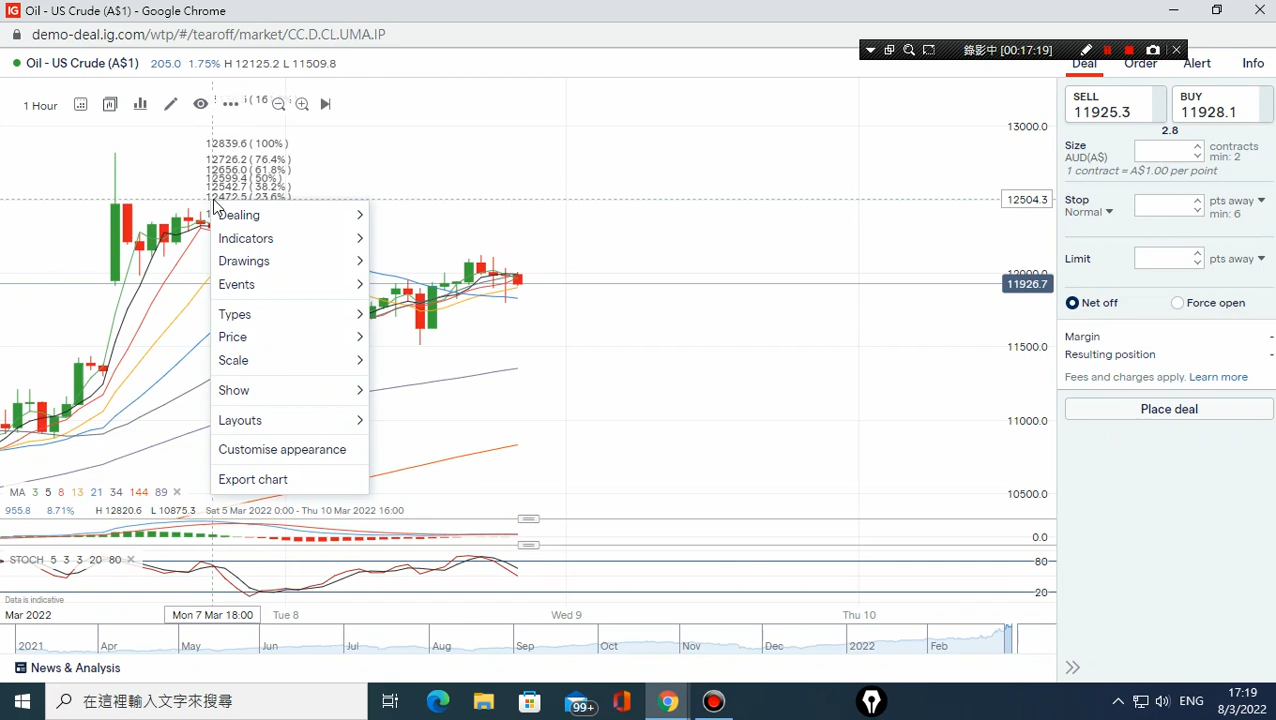 IG Oil - US Crude (A$1) - Google Chrome
demo-deal.ig.com/wtp/#/tearoff/market/CC.D.CL.UMA.IP
錄影中 [00:17:19]
Oil - US Crude (A$1) 205.0 1.75% H 12125.2 L 11509.8
Deal Order Alert Info
1 Hour
12839.6 ( 100% )
12726.2 ( 76.4% )
12656.0 ( 61.8% )
12599.4 ( 50% )
12542.7 ( 38.2% )
12472.5 ( 23.6% )
Dealing
Indicators
Drawings
Events
Types
Price
Scale
Show
Layouts
Customise appearance
Export chart
13000.0
12504.3
12000.0
11926.7
11500.0
11000.0
10500.0
0.0
80
20
MA 3 5 8 13 21 34 144 89
955.8 8.71% H 12820.6 L 10875.3 Sat 5 Mar 2022 0:00 - Thu 10 Mar 2022 16:00
STOCH 5 3 3 20 80
Data is indicative
Mar 2022 Mon 7 Mar 18:00 Tue 8 Wed 9 Thu 10
2021 Apr May Jun Jul Aug Sep Oct Nov Dec 2022 Feb
News & Analysis
SELL
11925.3
BUY
11928.1
2.8
Size
AUD(A$)
contracts
min: 2
1 contract = A$1.00 per point
Stop
Normal
pts away
min: 6
Limit
pts away
Net off
Force open
Margin -
Resulting position -
Fees and charges apply. Learn more
Place deal
在這裡輸入文字來搜尋
99+
ENG
17:19
8/3/2022